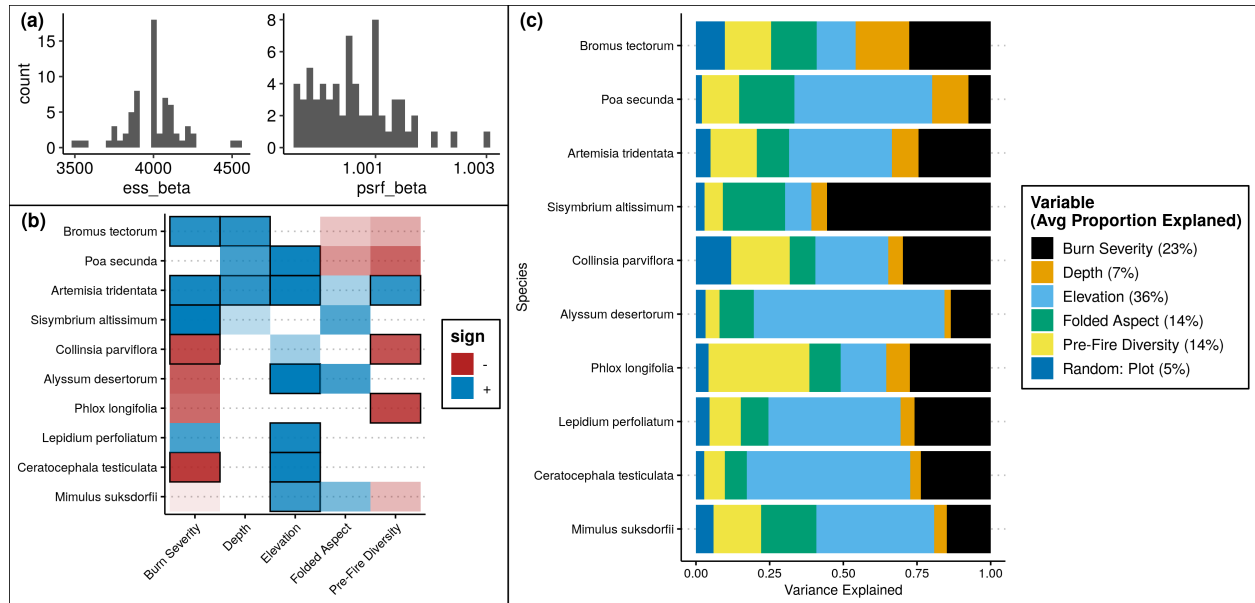 (a)
count
15
10
5
0
3500
4000
4500
ess_beta
8
6
4
2
0
1.001
1.003
psrf_beta
(b)
Bromus tectorum
Poa secunda
Artemisia tridentata
Sisymbrium altissimum
Collinsia parviflora
Alyssum desertorum
Phlox longifolia
Lepidium perfoliatum
Ceratocephala testiculata
Mimulus suksdorfii
Burn Severity
Depth
Elevation
Folded Aspect
Pre-Fire Diversity
sign
-
+
(c)
Species
Bromus tectorum
Poa secunda
Artemisia tridentata
Sisymbrium altissimum
Collinsia parviflora
Alyssum desertorum
Phlox longifolia
Lepidium perfoliatum
Ceratocephala testiculata
Mimulus suksdorfii
0.00
0.25
0.50
0.75
1.00
Variance Explained
Variable
(Avg Proportion Explaned)
Burn Severity (23%)
Depth (7%)
Elevation (36%)
Folded Aspect (14%)
Pre-Fire Diversity (14%)
Random: Plot (5%)